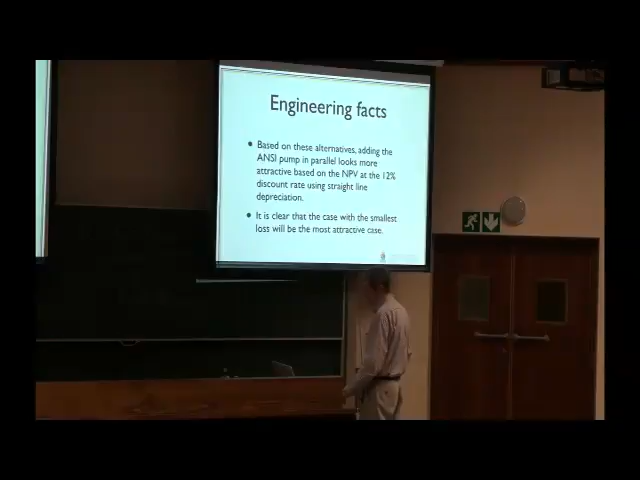 Engineering facts
• Based on these alternatives, adding the
ANSI pump in parallel looks more
attractive based on the NPV at the 12%
discount rate using straight line
depreciation.
• It is clear that the case with the smallest
loss will be the most attractive case.